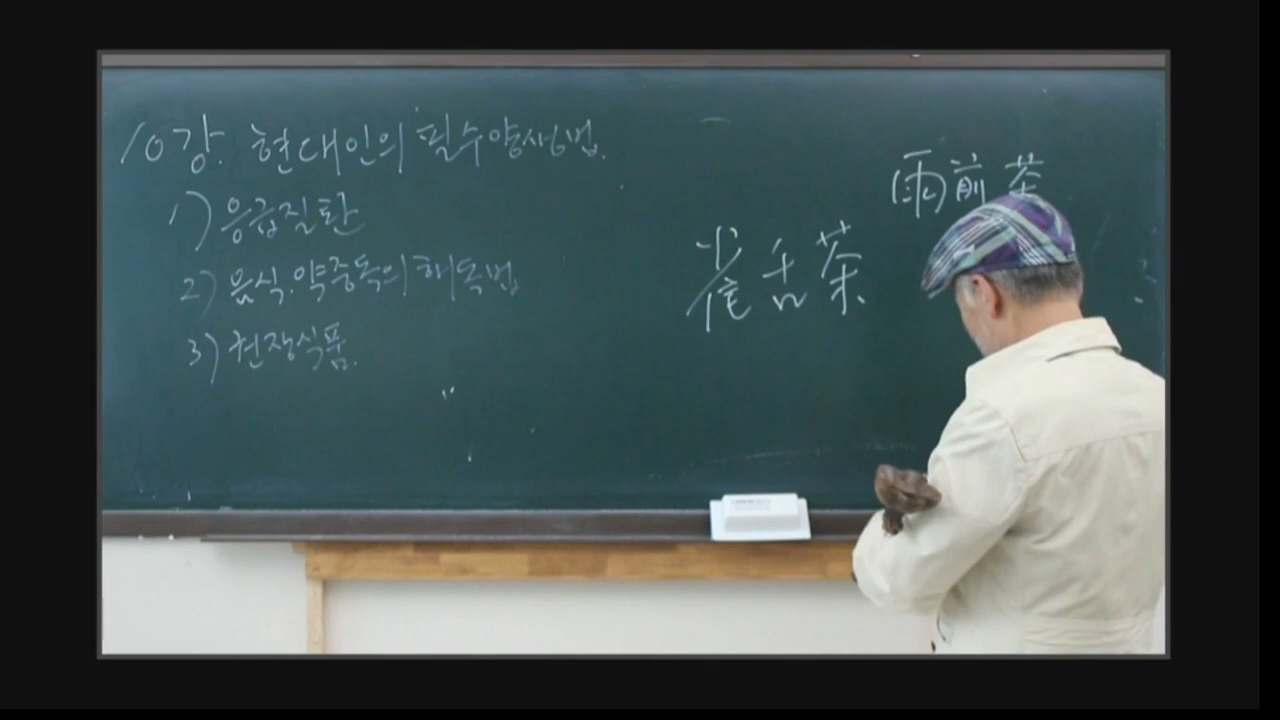 10강. 현대인의 필수양생법.
1) 응급질환
2) 음식.약중독의 해독법
3) 권장식품.
雨前茶
雀舌茶